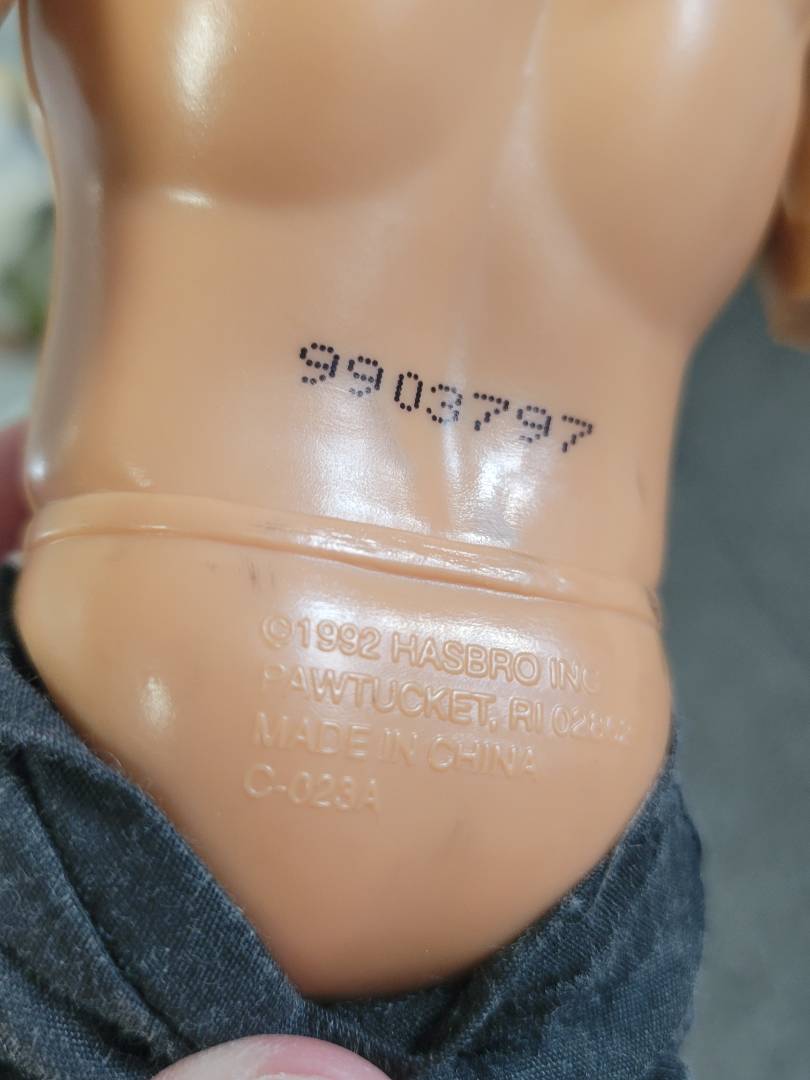 9903797
©1992 HASBRO INC
PAWTUCKET, RI
MADE IN CHINA
C-023A